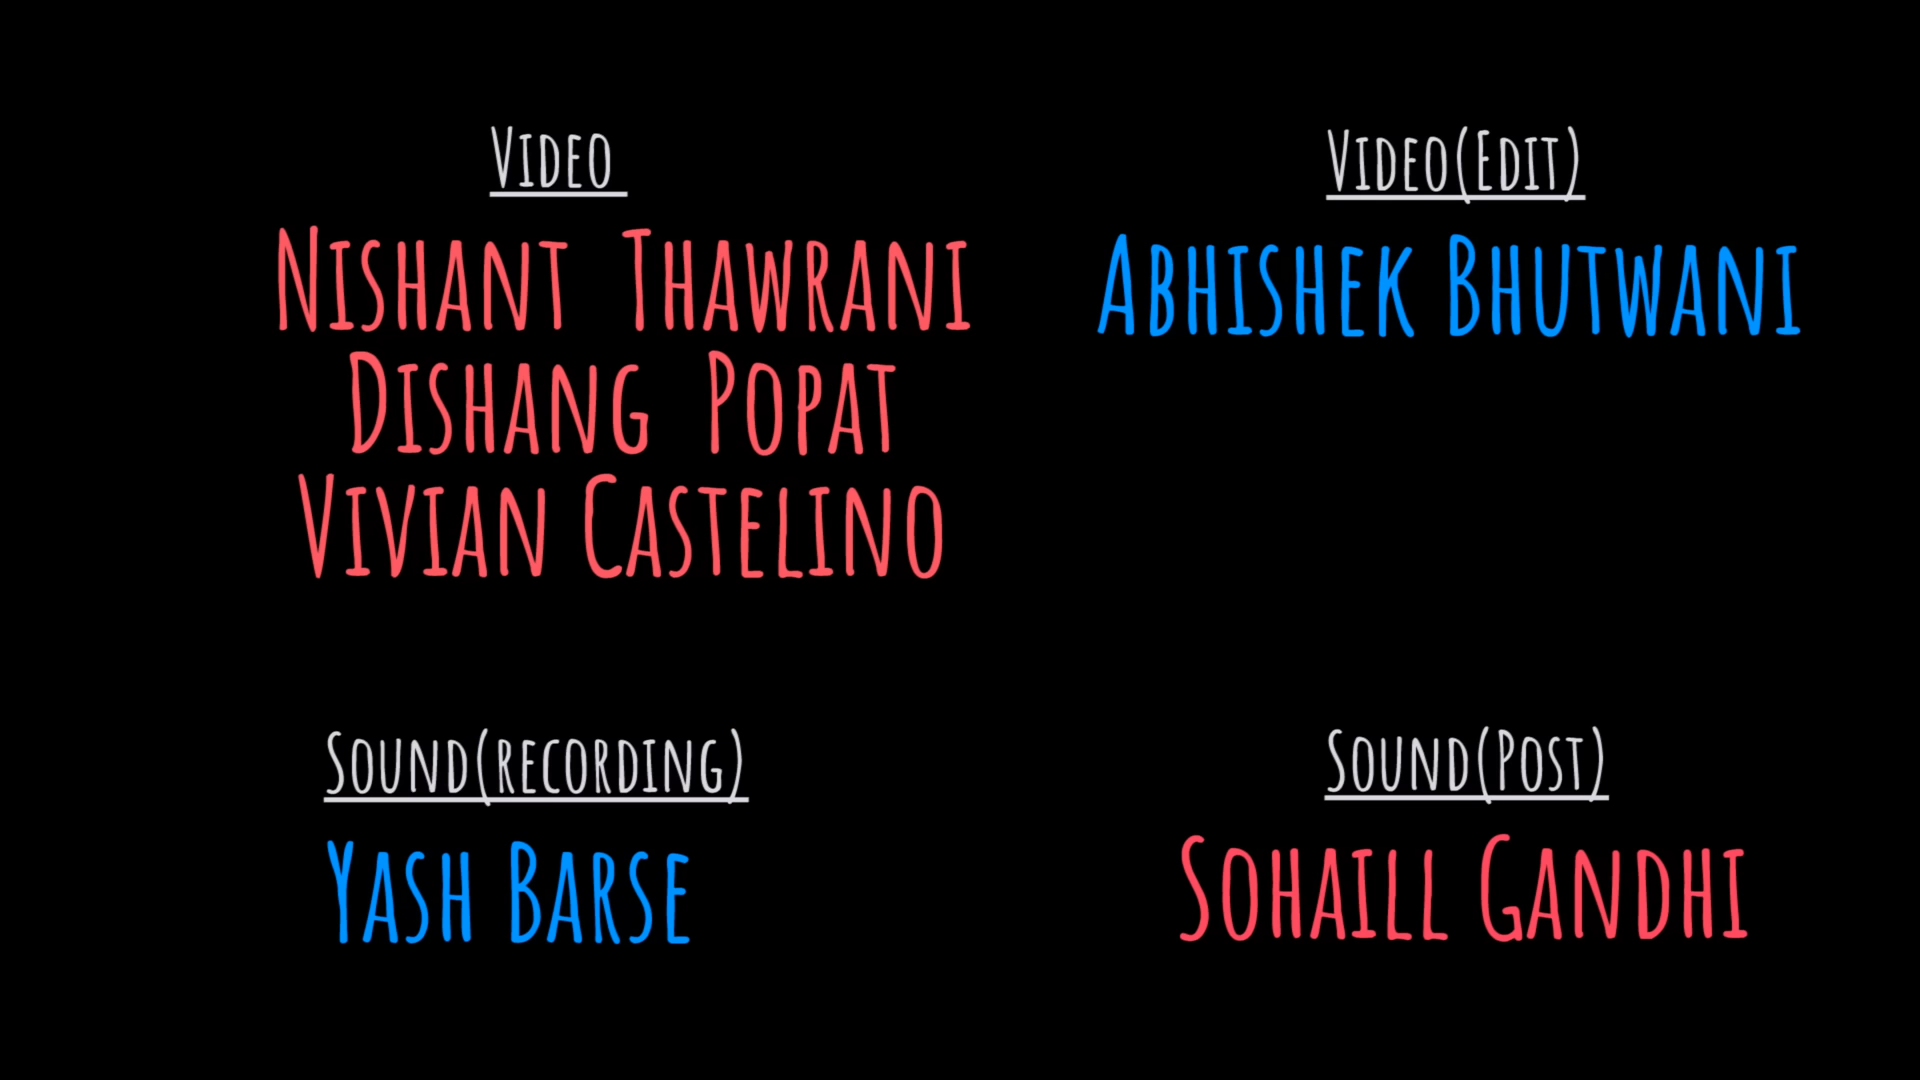 Video
Nishant Thawrani
Dishang Popat
Vivian Castelino
Video(Edit)
Abhishek Bhutwani
Sound(recording)
Yash Barse
Sound(Post)
Sohaill Gandhi